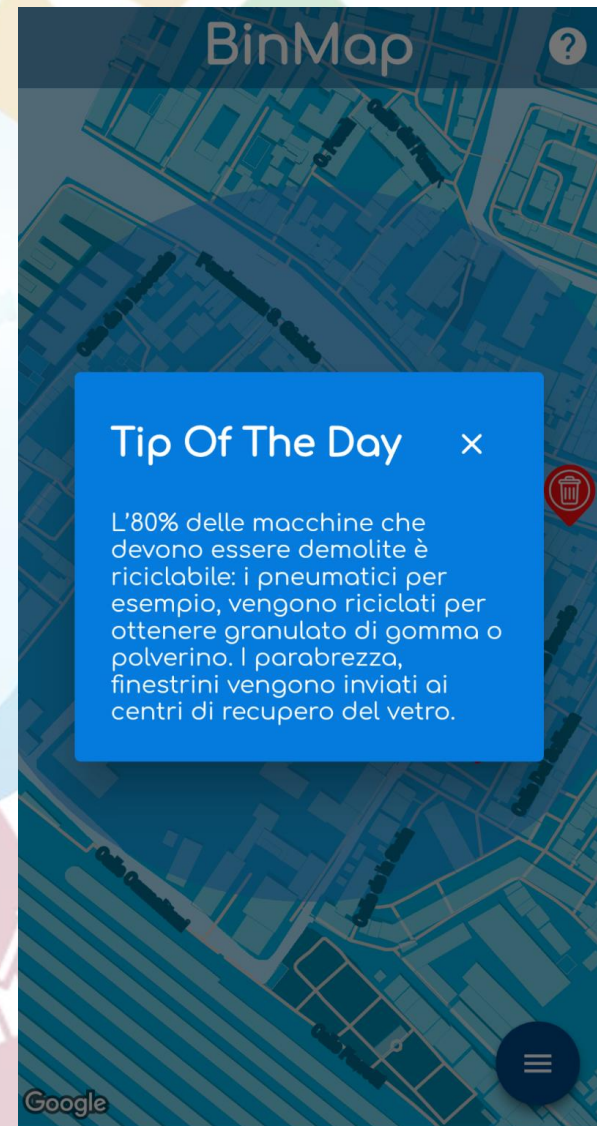 BinMap
?
Tip Of The Day
L'80% delle macchine che
devono essere demolite è
riciclabile: i pneumatici per
esempio, vengono riciclati per
ottenere granulato di gomma o
polverino. I parabrezza,
finestrini vengono inviati ai
centri di recupero del vetro.
Google